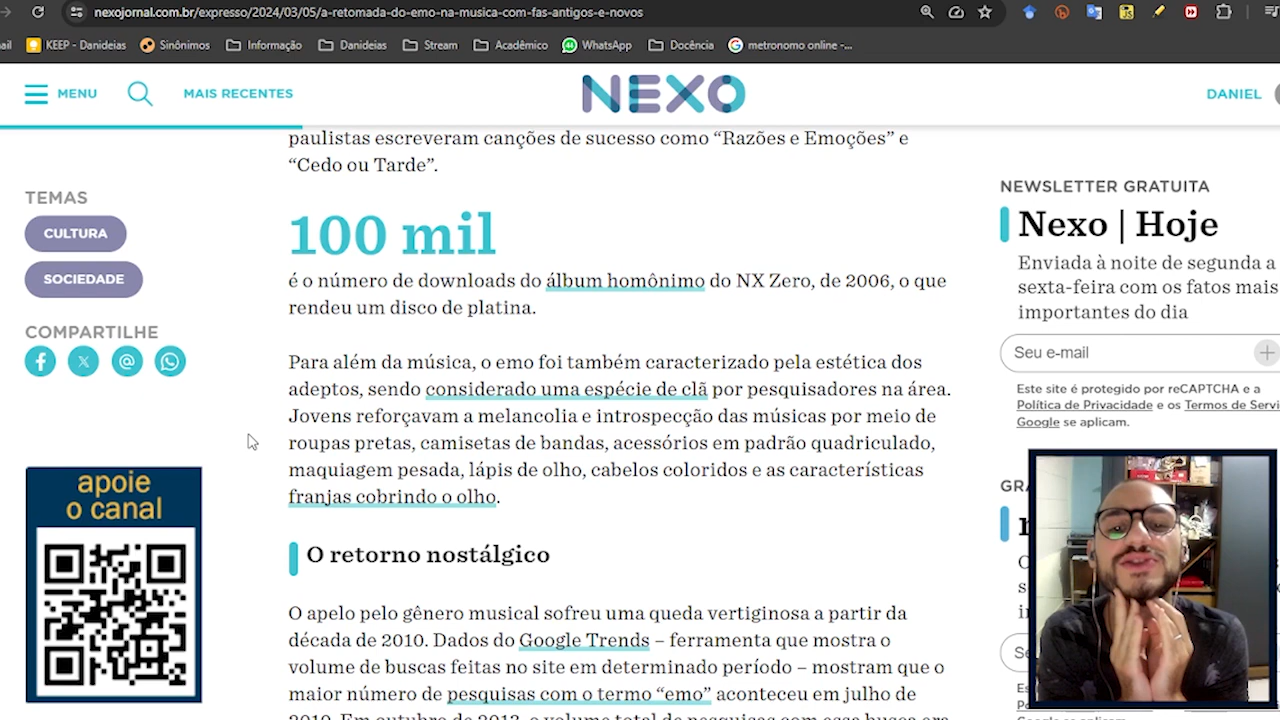 nexojornal.com.br/expresso/2024/03/05/a-retomada-do-emo-na-musica-com-fas-antigos-e-novos
ail KEEP - Danideias Sinônimos Informação Danideias Stream Acadêmico WhatsApp Docência metronomo online -...
MENU MAIS RECENTES NEXO DANIEL
paulistas escreveram canções de sucesso como “Razões e Emoções” e
“Cedo ou Tarde”.
TEMAS
CULTURA
SOCIEDADE
COMPARTILHE
apoie
o canal
100 mil
é o número de downloads do álbum homônimo do NX Zero, de 2006, o que
rendeu um disco de platina.
Para além da música, o emo foi também caracterizado pela estética dos
adeptos, sendo considerado uma espécie de clã por pesquisadores na área.
Jovens reforçavam a melancolia e introspecção das músicas por meio de
roupas pretas, camisetas de bandas, acessórios em padrão quadriculado,
maquiagem pesada, lápis de olho, cabelos coloridos e as características
franjas cobrindo o olho.
O retorno nostálgico
O apelo pelo gênero musical sofreu uma queda vertiginosa a partir da
década de 2010. Dados do Google Trends – ferramenta que mostra o
volume de buscas feitas no site em determinado período – mostram que o
maior número de pesquisas com o termo “emo” aconteceu em julho de
NEWSLETTER GRATUITA
Nexo | Hoje
Enviada à noite de segunda a
sexta-feira com os fatos mais
importantes do dia
Seu e-mail
Este site é protegido por reCAPTCHA e a
Política de Privacidade e os Termos de Servi
Google se aplicam.
GRA